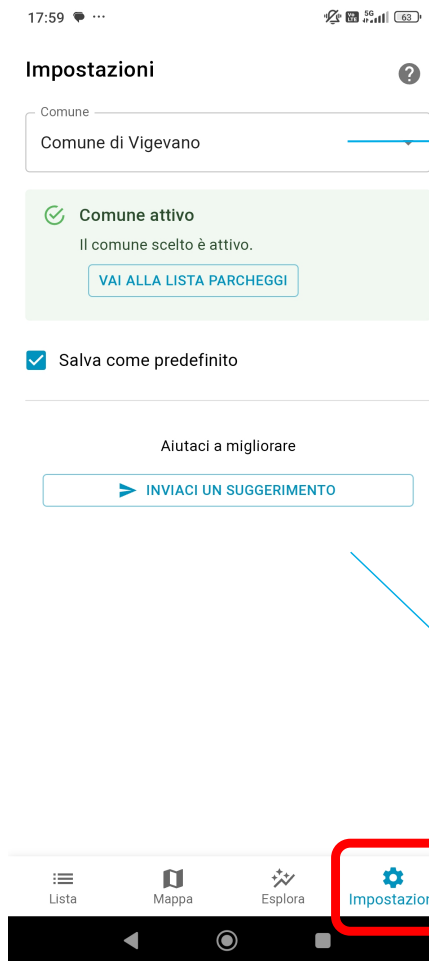 17:59
5G
63
Impostazioni
Comune
Comune di Vigevano
Comune attivo
Il comune scelto è attivo.
VAI ALLA LISTA PARCHEGGI
Salva come predefinito
Aiutaci a migliorare
INVIACI UN SUGGERIMENTO
Lista Mappa Esplora Impostazion